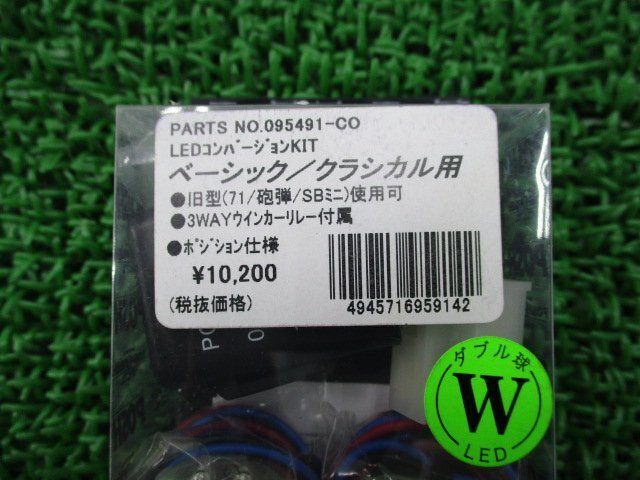 PARTS NO.095491-CO
LEDｺﾝﾊﾞｰｼﾞｮﾝKIT
ベーシック/クラシカル用
●旧型(71/砲弾/SBﾐﾆ)使用可
●3WAYウインカーリレー付属
●ﾎﾟｼﾞｼｮﾝ仕様
¥10,200
(税抜価格)
4945716959142
ダブル球
W
LED